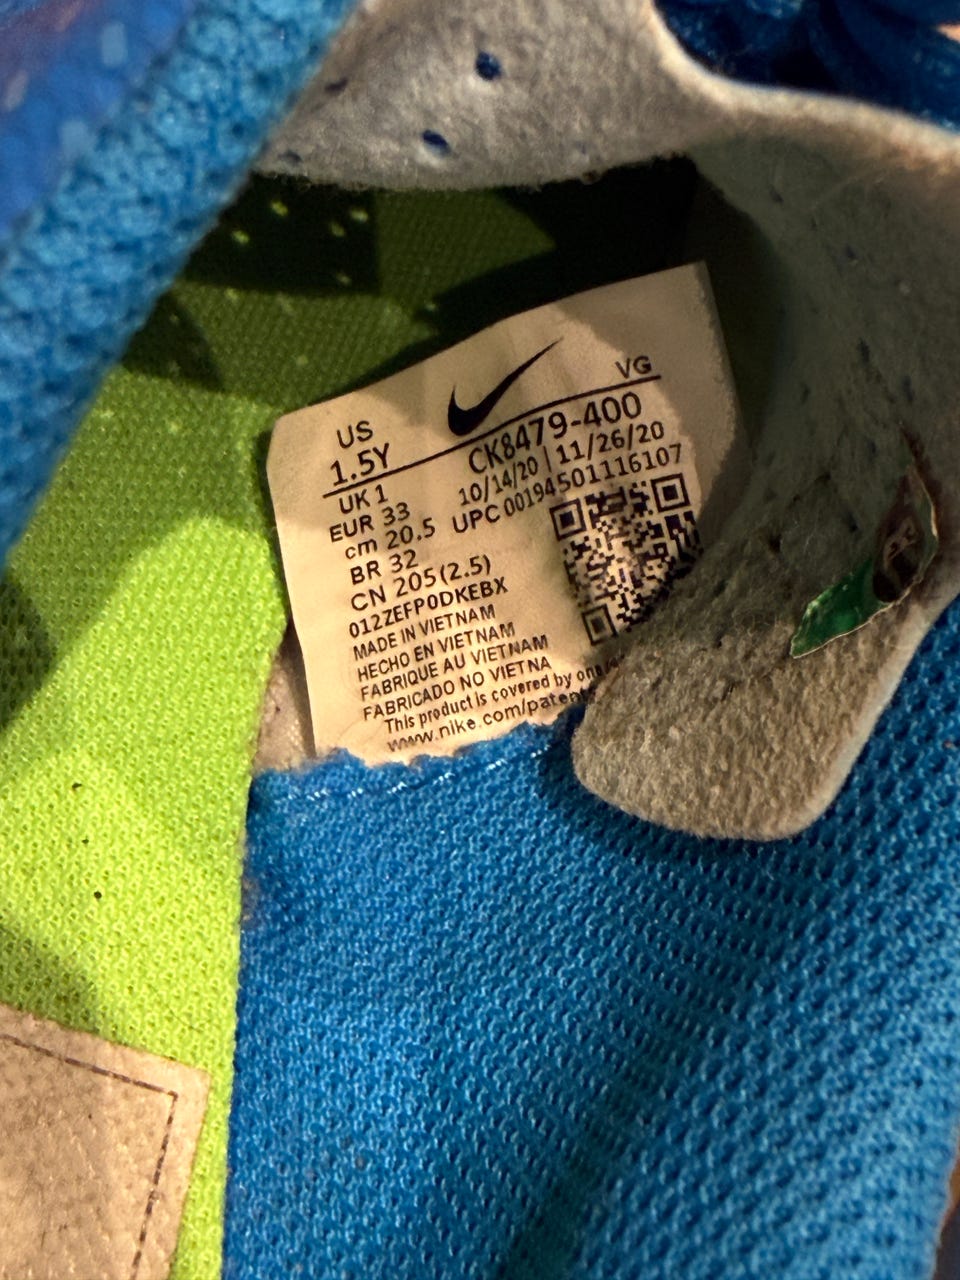 VG
US
1.5Y
CK8479-400
UK 1
10/14/20 | 11/26/20
EUR 33
UPC 00194501116107
cm 20.5
BR 32
CN 205(2.5)
012ZEFP0DKEBX
MADE IN VIETNAM
HECHO EN VIETNAM
FABRIQUE AU VIETNAM
FABRICADO NO VIETNA
This product is covered by one
www.nike.com/patents